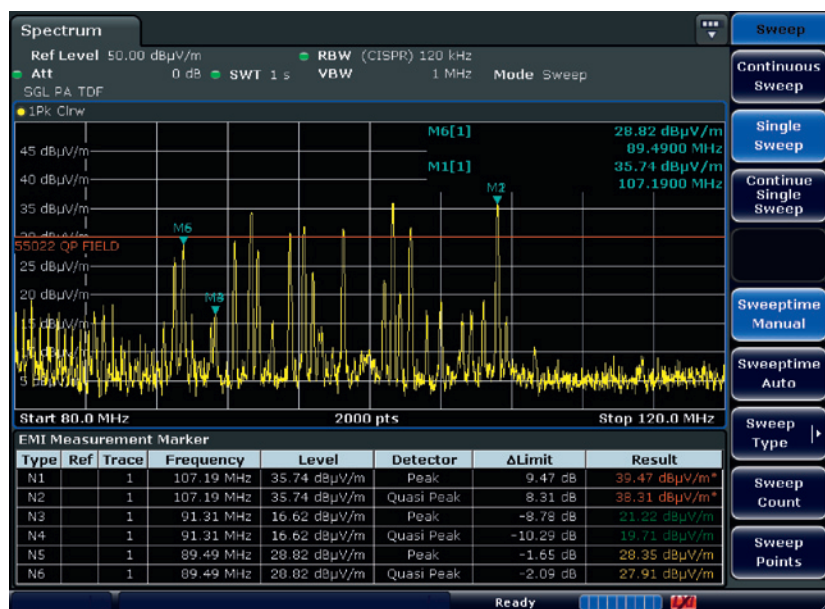 Spectrum
Ref Level 50.00 dBµV/m RBW (CISPR) 120 kHz
Att 0 dB SWT 1 s VBW 1 MHz Mode Sweep
SGL PA TDF
1Pk Clrw
M6[1] 28.82 dBµV/m
89.4900 MHz
M1[1] 35.74 dBµV/m
107.1900 MHz
45 dBµV/m
40 dBµV/m
35 dBµV/m
55022 QP FIELD
25 dBµV/m
20 dBµV/m
M6
Start 80.0 MHz 2000 pts Stop 120.0 MHz
EMI Measurement Marker
Type Ref Trace Frequency Level Detector ΔLimit Result
N1 1 107.19 MHz 35.74 dBµV/m Peak 9.47 dB 39.47 dBµV/m*
N2 1 107.19 MHz 35.74 dBµV/m Quasi Peak 8.31 dB 38.31 dBµV/m*
N3 1 91.31 MHz 16.62 dBµV/m Peak -8.78 dB 21.22 dBµV/m
N4 1 91.31 MHz 16.62 dBµV/m Quasi Peak -10.29 dB 19.71 dBµV/m
N5 1 89.49 MHz 28.82 dBµV/m Peak -1.65 dB 28.35 dBµV/m
N6 1 89.49 MHz 28.82 dBµV/m Quasi Peak -2.09 dB 27.91 dBµV/m
Ready
Sweep
Continuous
Sweep
Single
Sweep
Continue
Single
Sweep
Sweeptime
Manual
Sweeptime
Auto
Sweep
Type
Sweep
Count
Sweep
Points